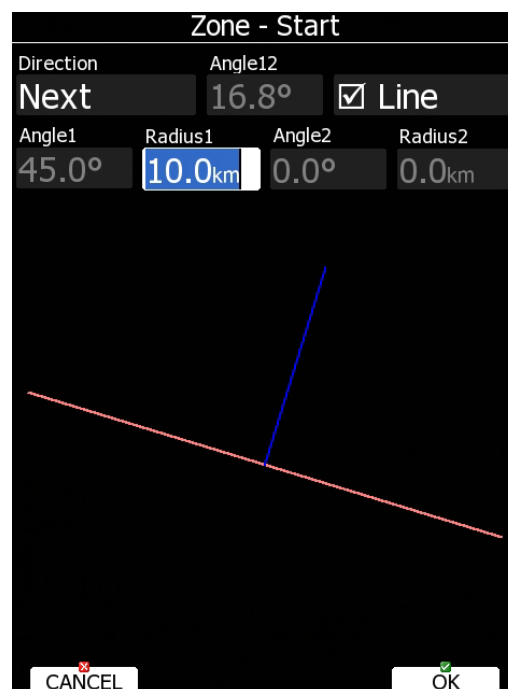 Zone - Start
Direction Angle12
Next 16.8° Line
Angle1 Radius1 Angle2 Radius2
45.0° 10.0km 0.0° 0.0km
CANCEL OK